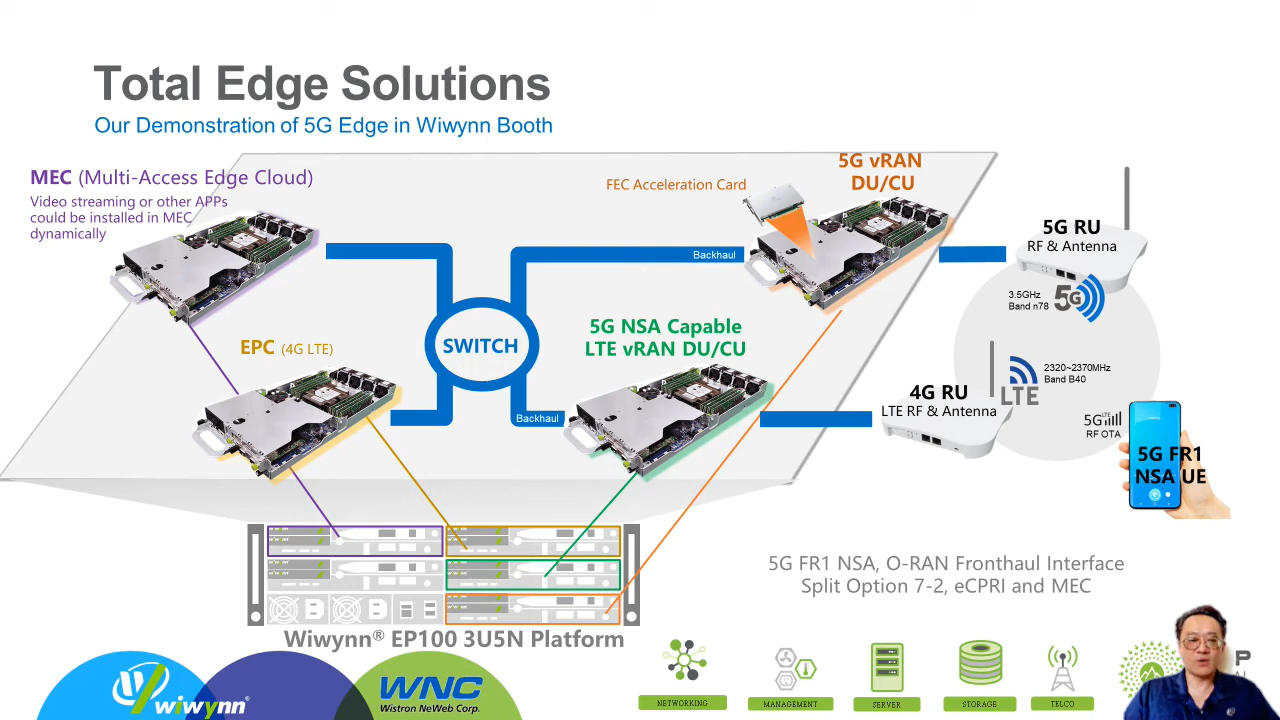 Total Edge Solutions
Our Demonstration of 5G Edge in Wiwynn Booth
MEC (Multi-Access Edge Cloud)
Video streaming or other APPs
could be installed in MEC
dynamically
FEC Acceleration Card
5G vRAN
DU/CU
5G RU
RF & Antenna
Backhaul
3.5GHz
Band n78
5G
EPC (4G LTE)
SWITCH
5G NSA Capable
LTE vRAN DU/CU
Backhaul
4G RU
LTE RF & Antenna
LTE
2320~2370MHz
Band B40
5G LTE
RF OTA
5G FR1
NSA UE
5G FR1 NSA, O-RAN Fronthaul Interface
Split Option 7-2, eCPRI and MEC
Wiwynn® EP100 3U5N Platform
wiwynn®
WNC
Wistron NeWeb Corp.
NETWORKING
MANAGEMENT
SERVER
STORAGE
TELCO